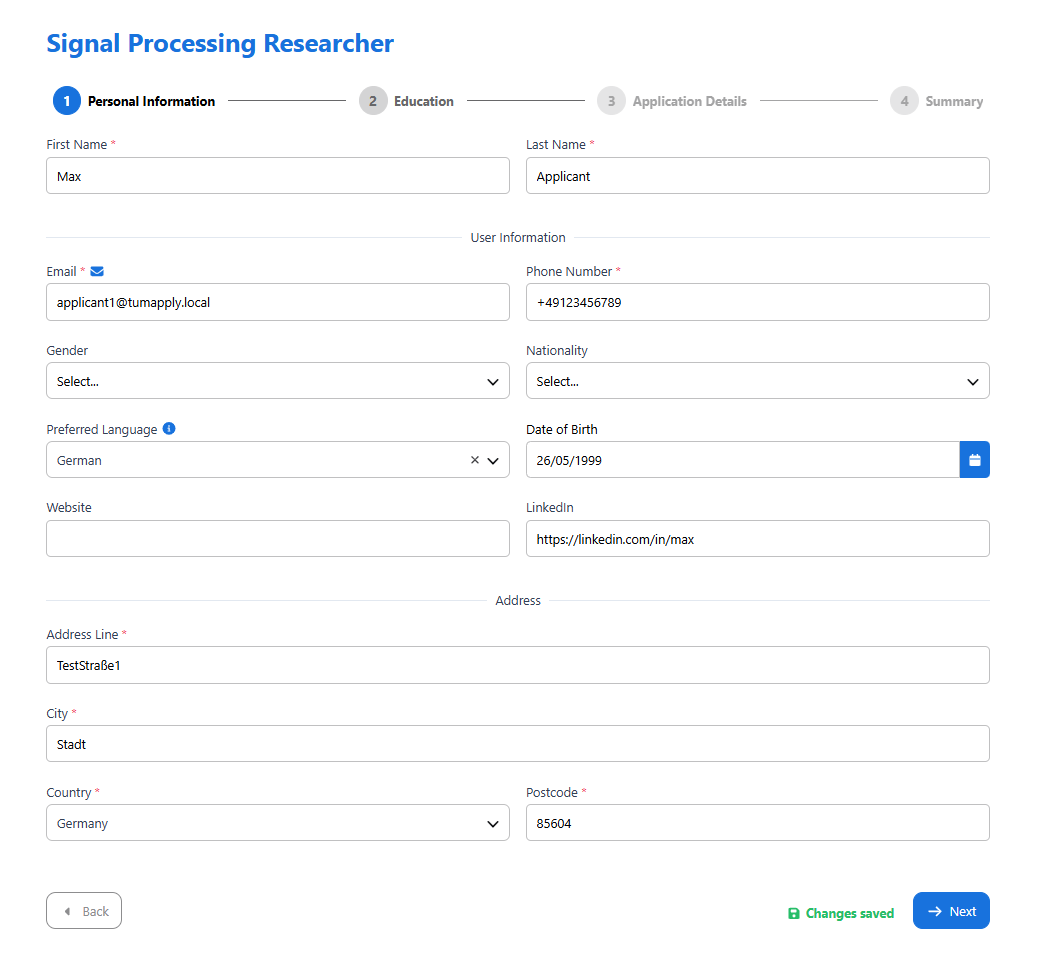 Signal Processing Researcher
1 Personal Information 2 Education 3 Application Details 4 Summary
First Name * Last Name *
Max Applicant
User Information
Email * Phone Number *
applicant1@tumapply.local +49123456789
Gender Nationality
Select... Select...
Preferred Language i Date of Birth
German × 26/05/1999
Website LinkedIn
https://linkedin.com/in/max
Address
Address Line *
TestStraße1
City *
Stadt
Country * Postcode *
Germany 85604
Back Changes saved Next